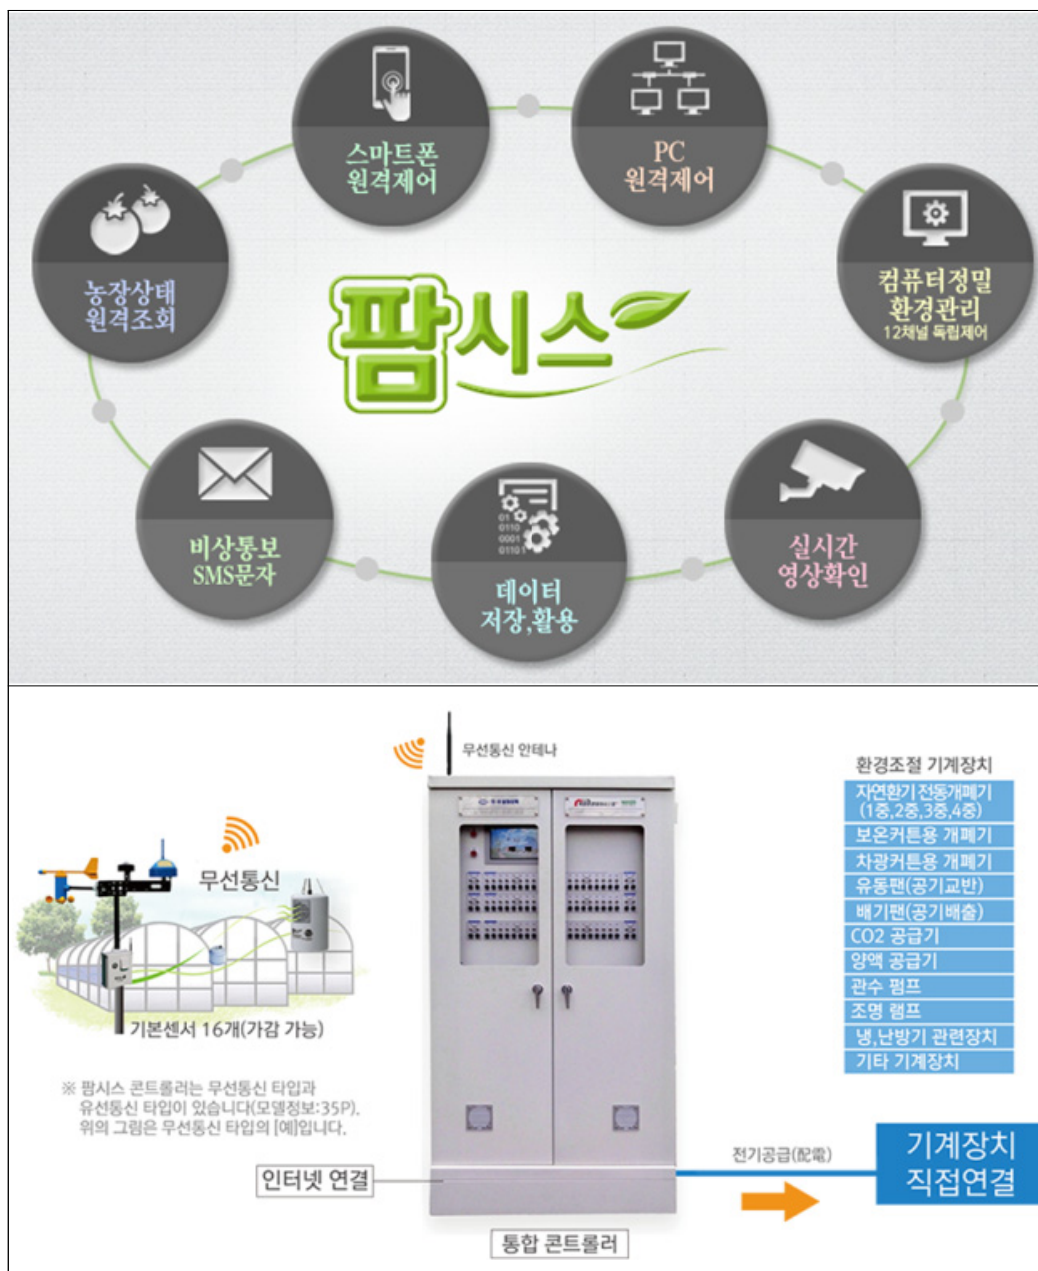 스마트폰
원격제어
PC
원격제어
농장상태
원격조회
컴퓨터정밀
환경관리
12채널 독립제어
팜시스
비상통보
SMS문자
01
0110
0001
01101
데이터
저장,활용
실시간
영상확인
무선통신 안테나
환경조절 기계장치
자연환기 전동개폐기
(1중,2중,3중,4중)
보온커튼용 개폐기
차광커튼용 개폐기
유동팬(공기교반)
배기팬(공기배출)
CO2 공급기
양액 공급기
관수 펌프
조명 램프
냉,난방기 관련장치
기타 기계장치
무선통신
기본센서 16개(가감 가능)
※ 팜시스 콘트롤러는 무선통신 타입과
유선통신 타입이 있습니다(모델정보:35P).
위의 그림은 무선통신 타입의 [예]입니다.
인터넷 연결
전기공급(配電)
기계장치
직접연결
통합 콘트롤러